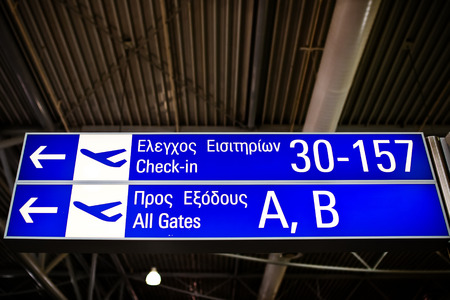 Ελεγχος Εισιτηρίων
Check-in
30-157
Προς Εξόδους
All Gates
A, B